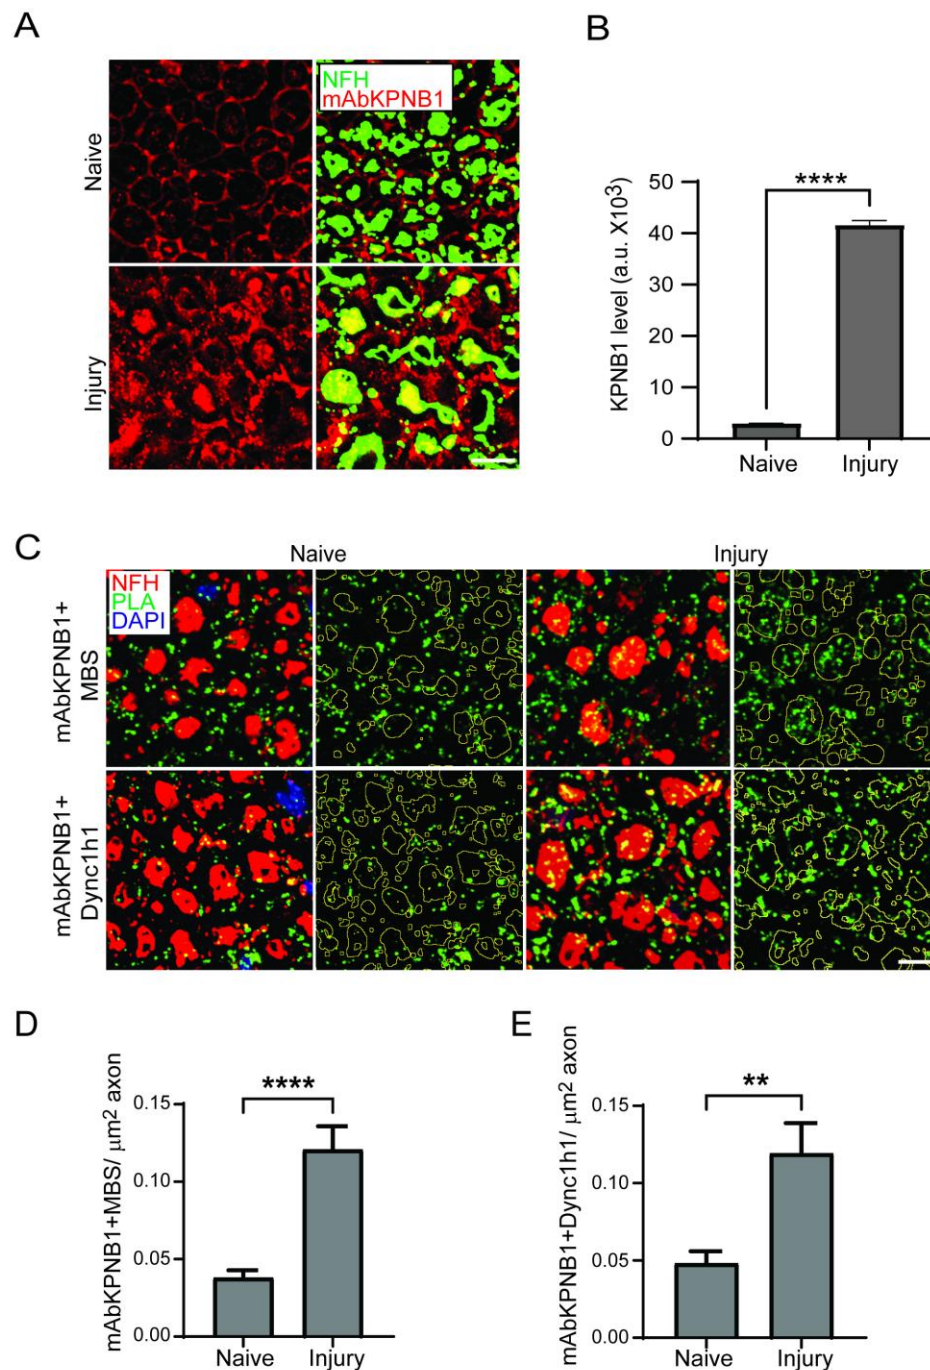 A
NFH
mAbKPNB1
Naive
Injury
B
KPNB1 level (a.u. X10³)
50
40
30
20
10
0
****
Naive
Injury
C
Naive
Injury
NFH
PLA
DAPI
mAbKPNB1+
MBS
mAbKPNB1+
Dync1h1
D
mAbKPNB1+MBS/ μm² axon
0.15
0.10
0.05
0.00
****
Naive
Injury
E
mAbKPNB1+Dync1h1/ μm² axon
0.15
0.10
0.05
0.00
**
Naive
Injury